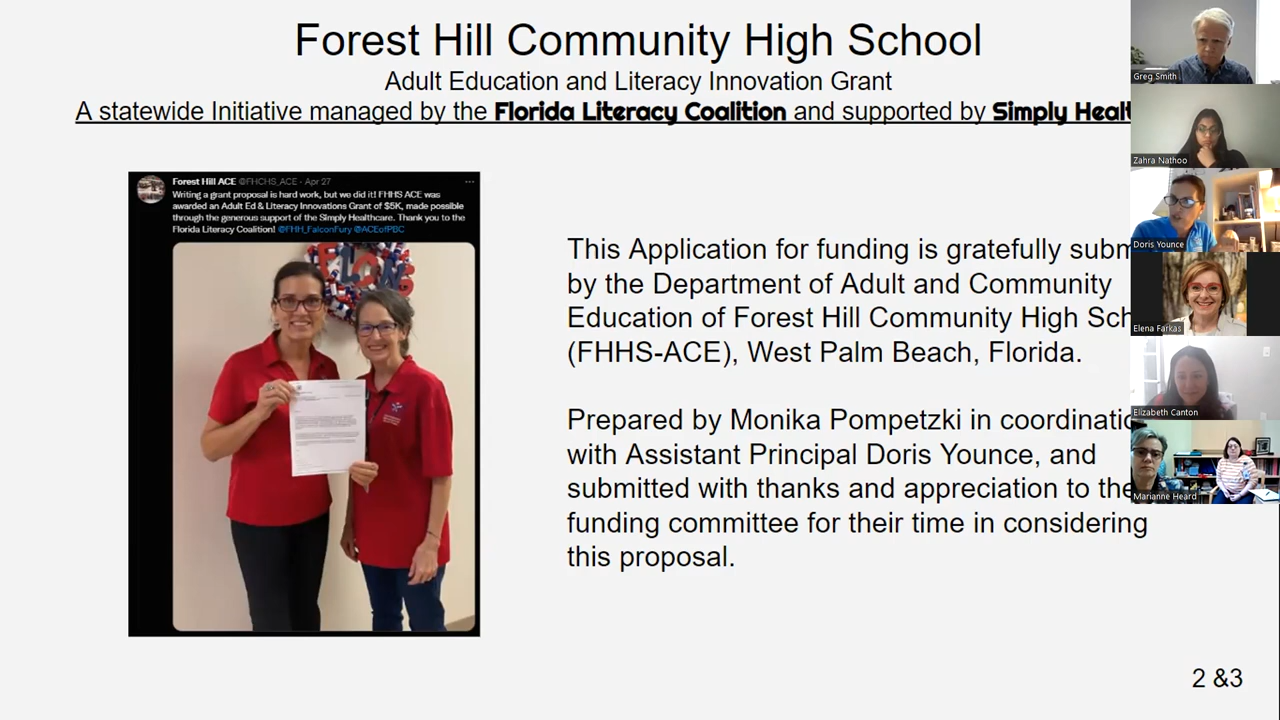 Forest Hill Community High School
Adult Education and Literacy Innovation Grant
A statewide Initiative managed by the Florida Literacy Coalition and supported by Simply Healt
Forest Hill ACE @FHCHS_ACE · Apr 27
Writing a grant proposal is hard work, but we did it! FHHS ACE was
awarded an Adult Ed & Literacy Innovations Grant of $5K, made possible
through the generous support of the Simply Healthcare. Thank you to the
Florida Literacy Coalition! @FHH_FalconFury @ACEofPBC
This Application for funding is gratefully subm
by the Department of Adult and Community
Education of Forest Hill Community High Sch
(FHHS-ACE), West Palm Beach, Florida.
Prepared by Monika Pompetzki in coordinatio
with Assistant Principal Doris Younce, and
submitted with thanks and appreciation to the
funding committee for their time in considering
this proposal.
2 &3
Greg Smith
Zahra Nathoo
Doris Younce
Elena Farkas
Elizabeth Canton
Marianne Heard